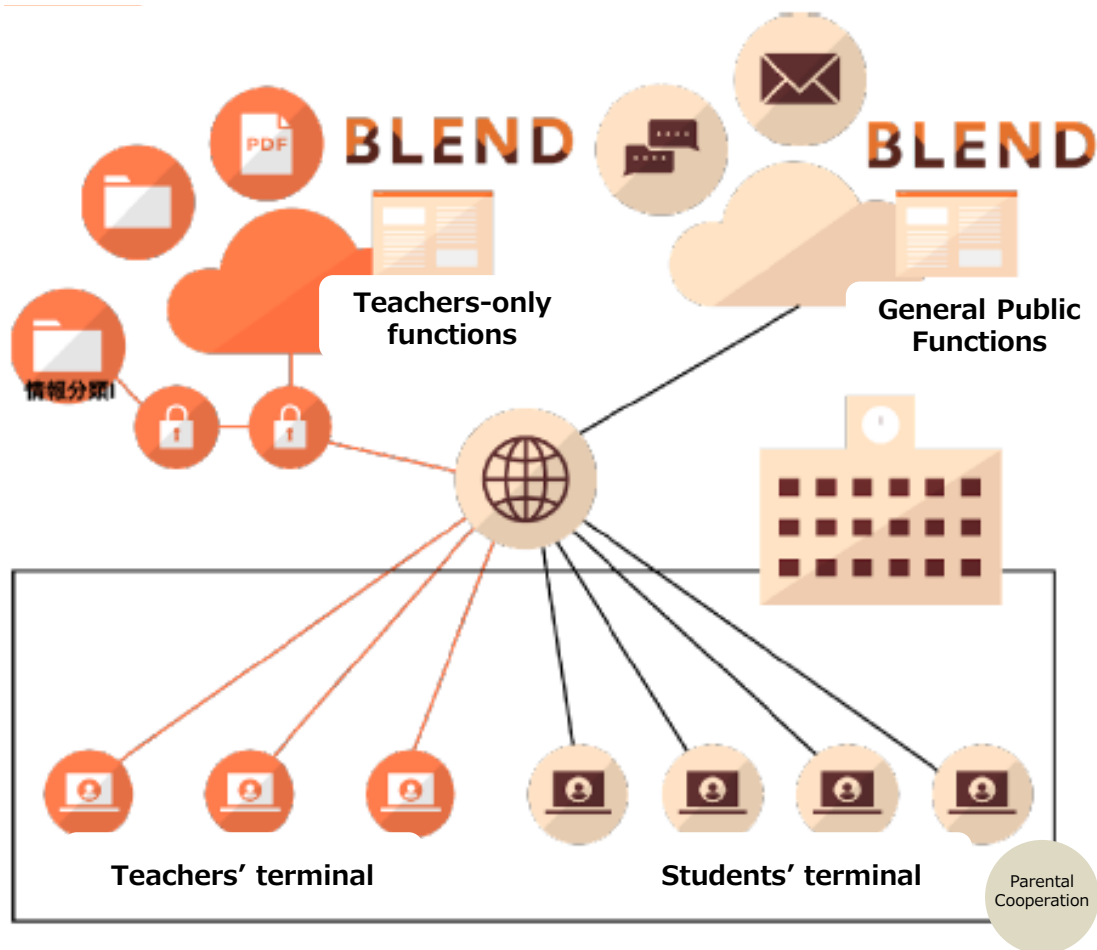 PDF
BLEND
BLEND
Teachers-only
functions
General Public
Functions
情報分類I
Teachers’ terminal
Students’ terminal
Parental
Cooperation